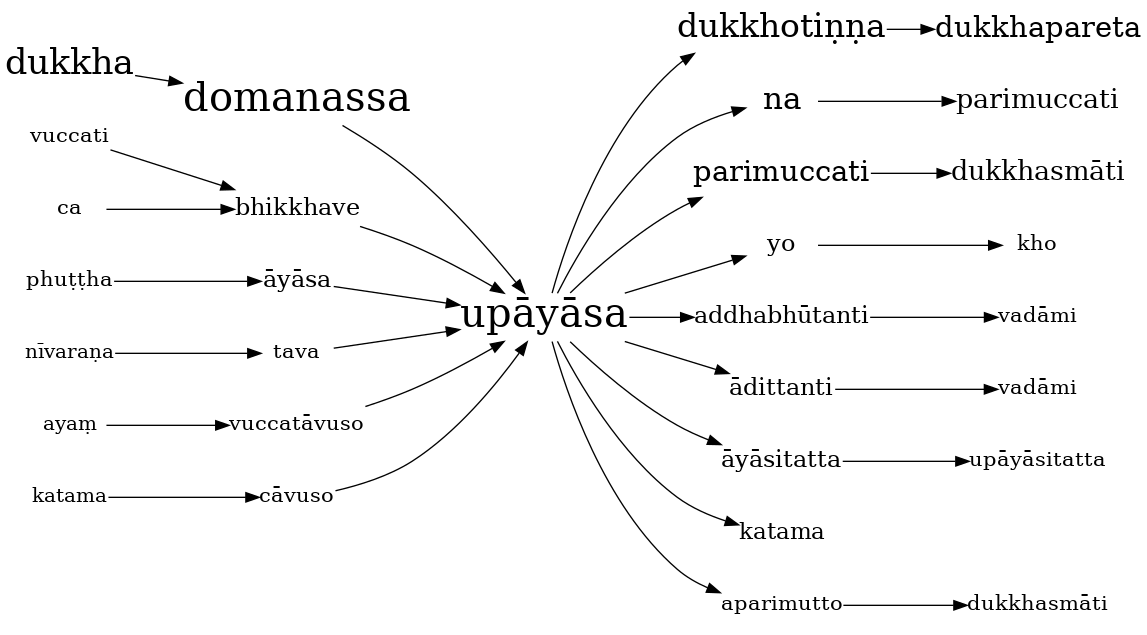 dukkha
vuccati
ca
phuṭṭha
nīvaraṇa
ayaṃ
katama
domanassa
bhikkhave
āyāsa
tava
vuccatāvuso
cāvuso
upāyāsa
dukkhotiṇṇa
na
parimuccati
yo
addhabhūtanti
ādittanti
āyāsitatta
katama
aparimutto
dukkhapareta
parimuccati
dukkhasmāti
kho
vadāmi
vadāmi
upāyāsitatta
dukkhasmāti